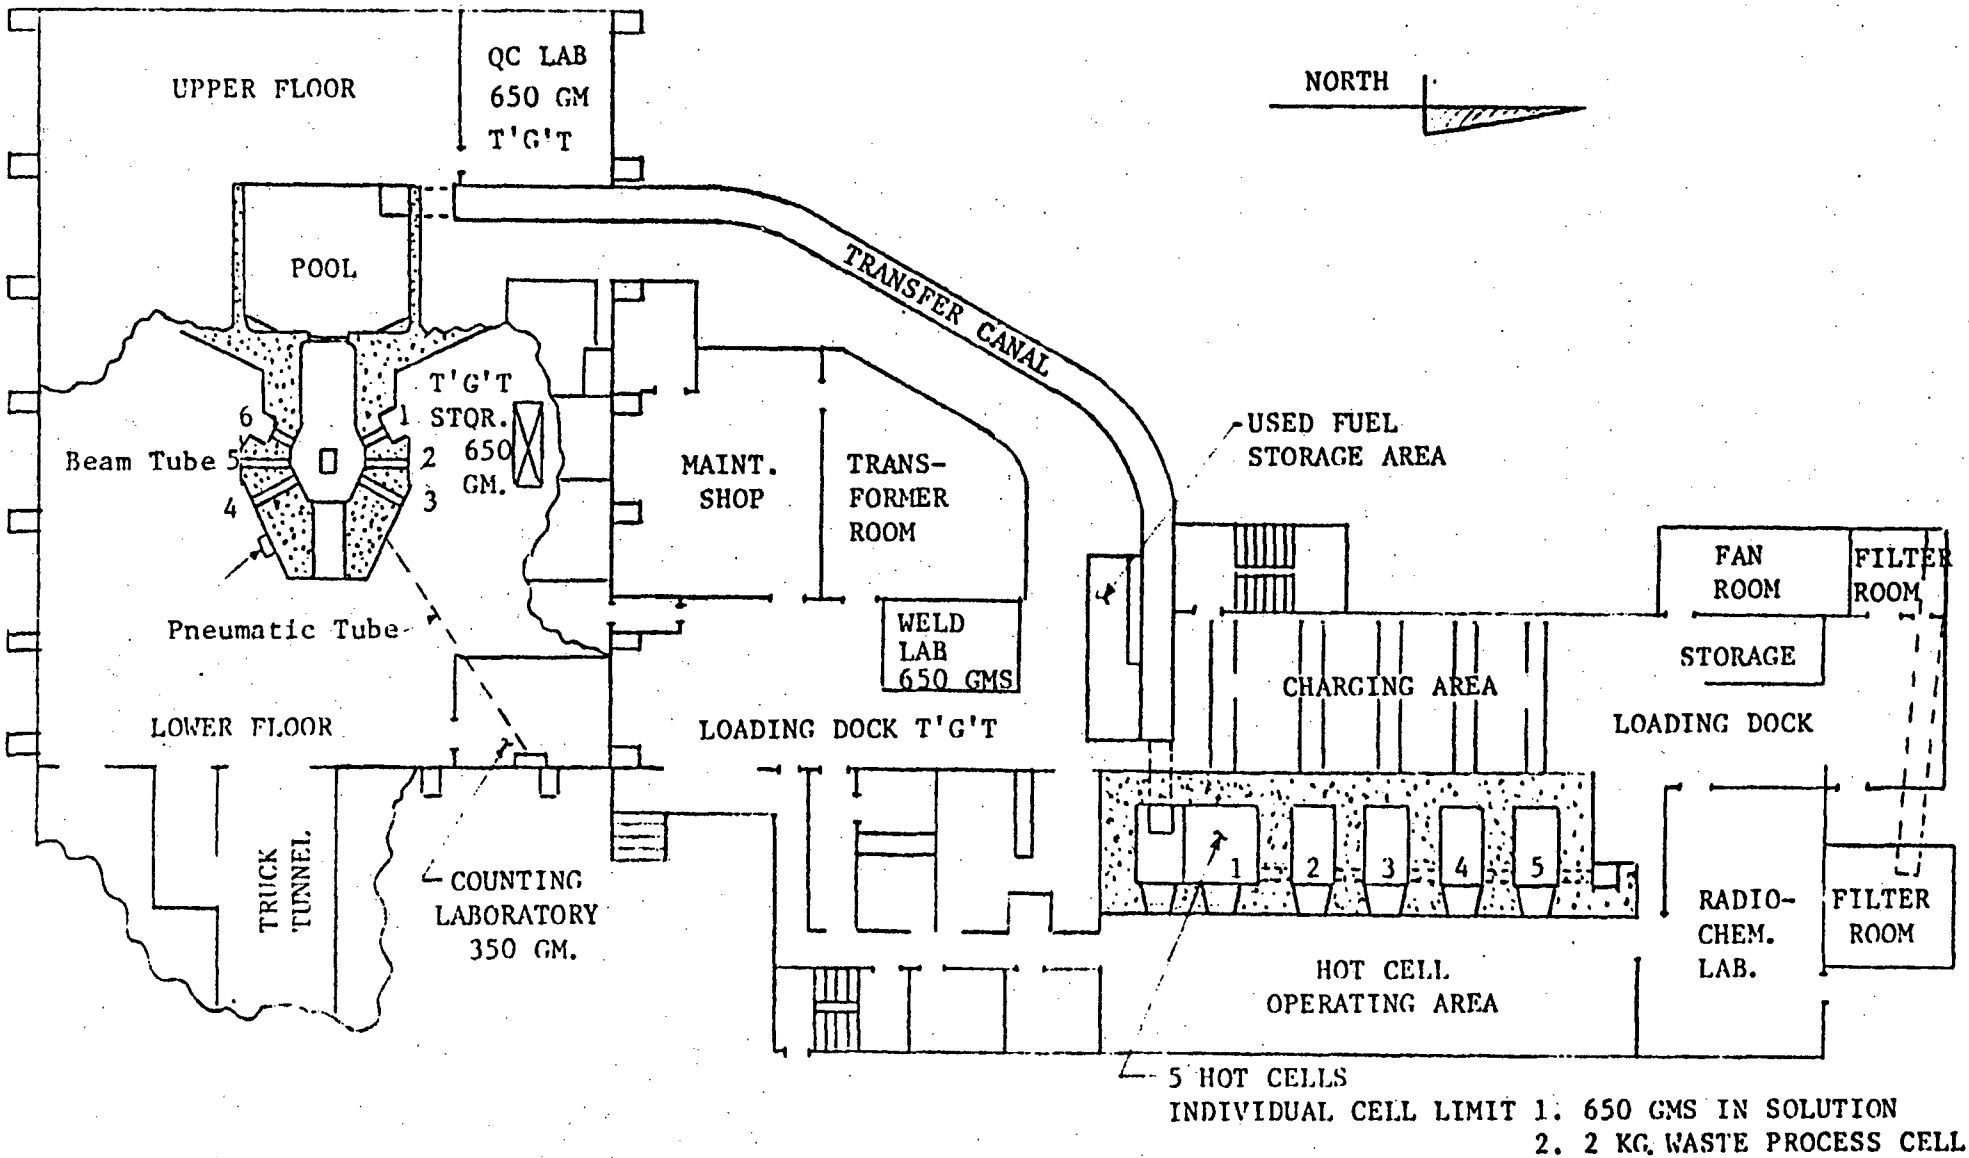 UPPER FLOOR
QC LAB
650 GM
T'G'T
NORTH
POOL
TRANSFER CANAL
T'G'T
STOR.
650
GM.
6
1
Beam Tube 5
2
4
3
MAINT.
SHOP
TRANS-
FORMER
ROOM
USED FUEL
STORAGE AREA
FAN
ROOM
FILTER
ROOM
Pneumatic Tube
WELD
LAB
650 GMS
STORAGE
CHARGING AREA
LOWER FLOOR
LOADING DOCK T'G'T
LOADING DOCK
TRUCK
TUNNEL
COUNTING
LABORATORY
350 GM.
1 2 3 4 5
RADIO-
CHEM.
LAB.
FILTER
ROOM
HOT CELL
OPERATING AREA
5 HOT CELLS
INDIVIDUAL CELL LIMIT 1. 650 GMS IN SOLUTION
2. 2 KG. WASTE PROCESS CELL